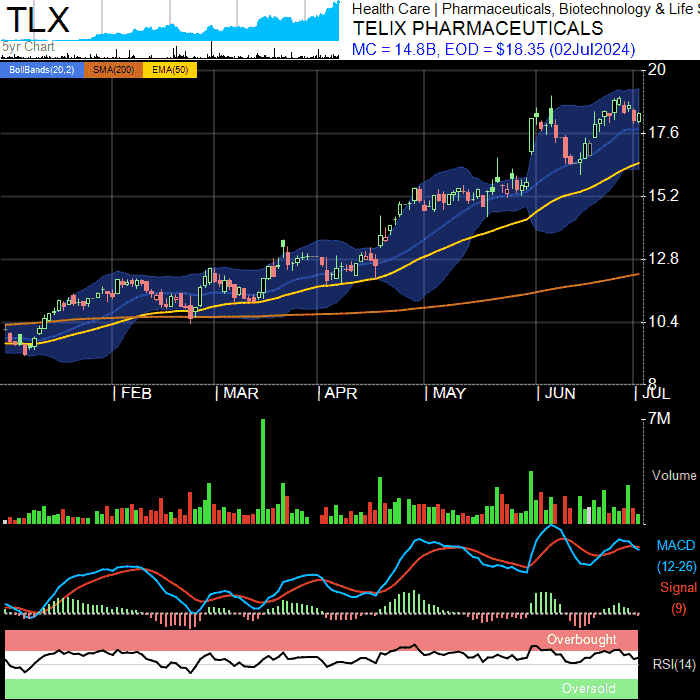 TLX
5yr Chart
Health Care | Pharmaceuticals, Biotechnology & Life S
TELIX PHARMACEUTICALS
MC = 14.8B, EOD = $18.35 (02Jul2024)
BollBands(20,2) SMA(200) EMA(50)
20
17.6
15.2
12.8
10.4
8
FEB MAR APR MAY JUN JUL
7M
Volume
MACD
(12-26)
Signal
(9)
Overbought
RSI(14)
Oversold